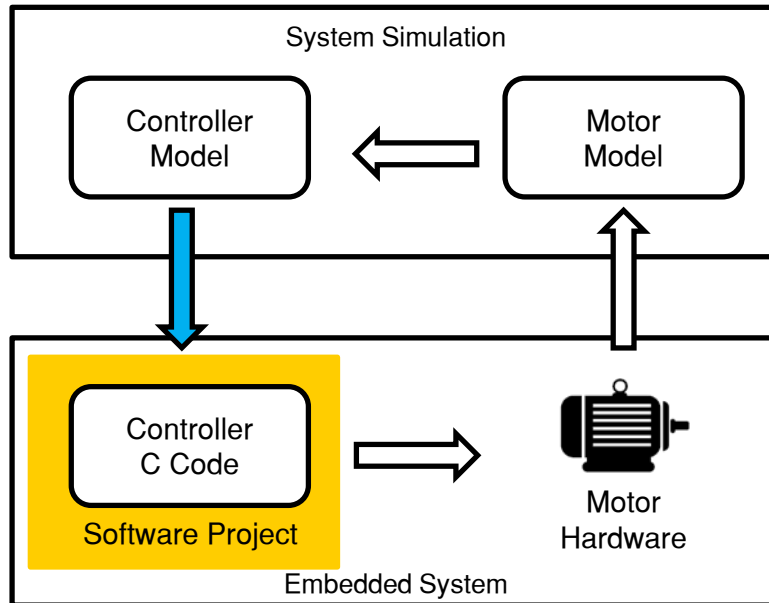 System Simulation
Controller
Model
Motor
Model
Controller
C Code
Software Project
Motor
Hardware
Embedded System